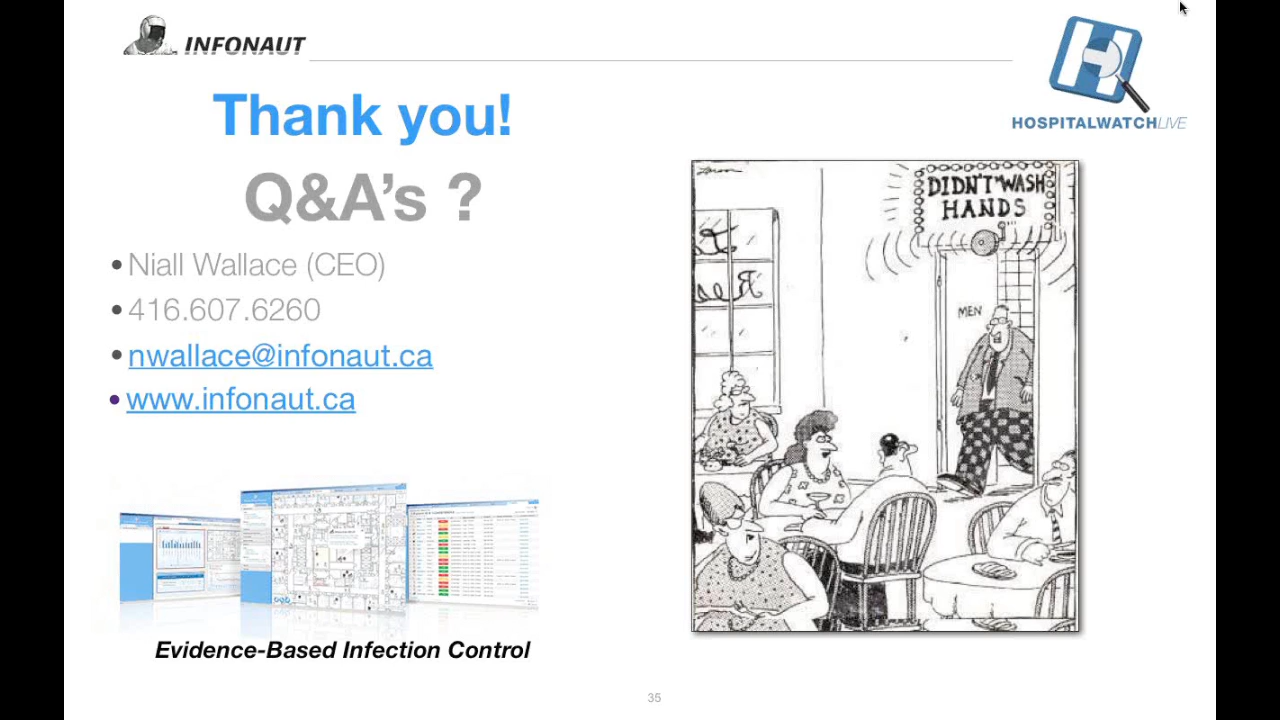 INFONAUT
HOSPITALWATCHLIVE
Thank you!
Q&A's ?
•Niall Wallace (CEO)
•416.607.6260
•nwallace@infonaut.ca
•www.infonaut.ca
Larson
DIDN'T WASH
HANDS
MEN
Evidence-Based Infection Control
35